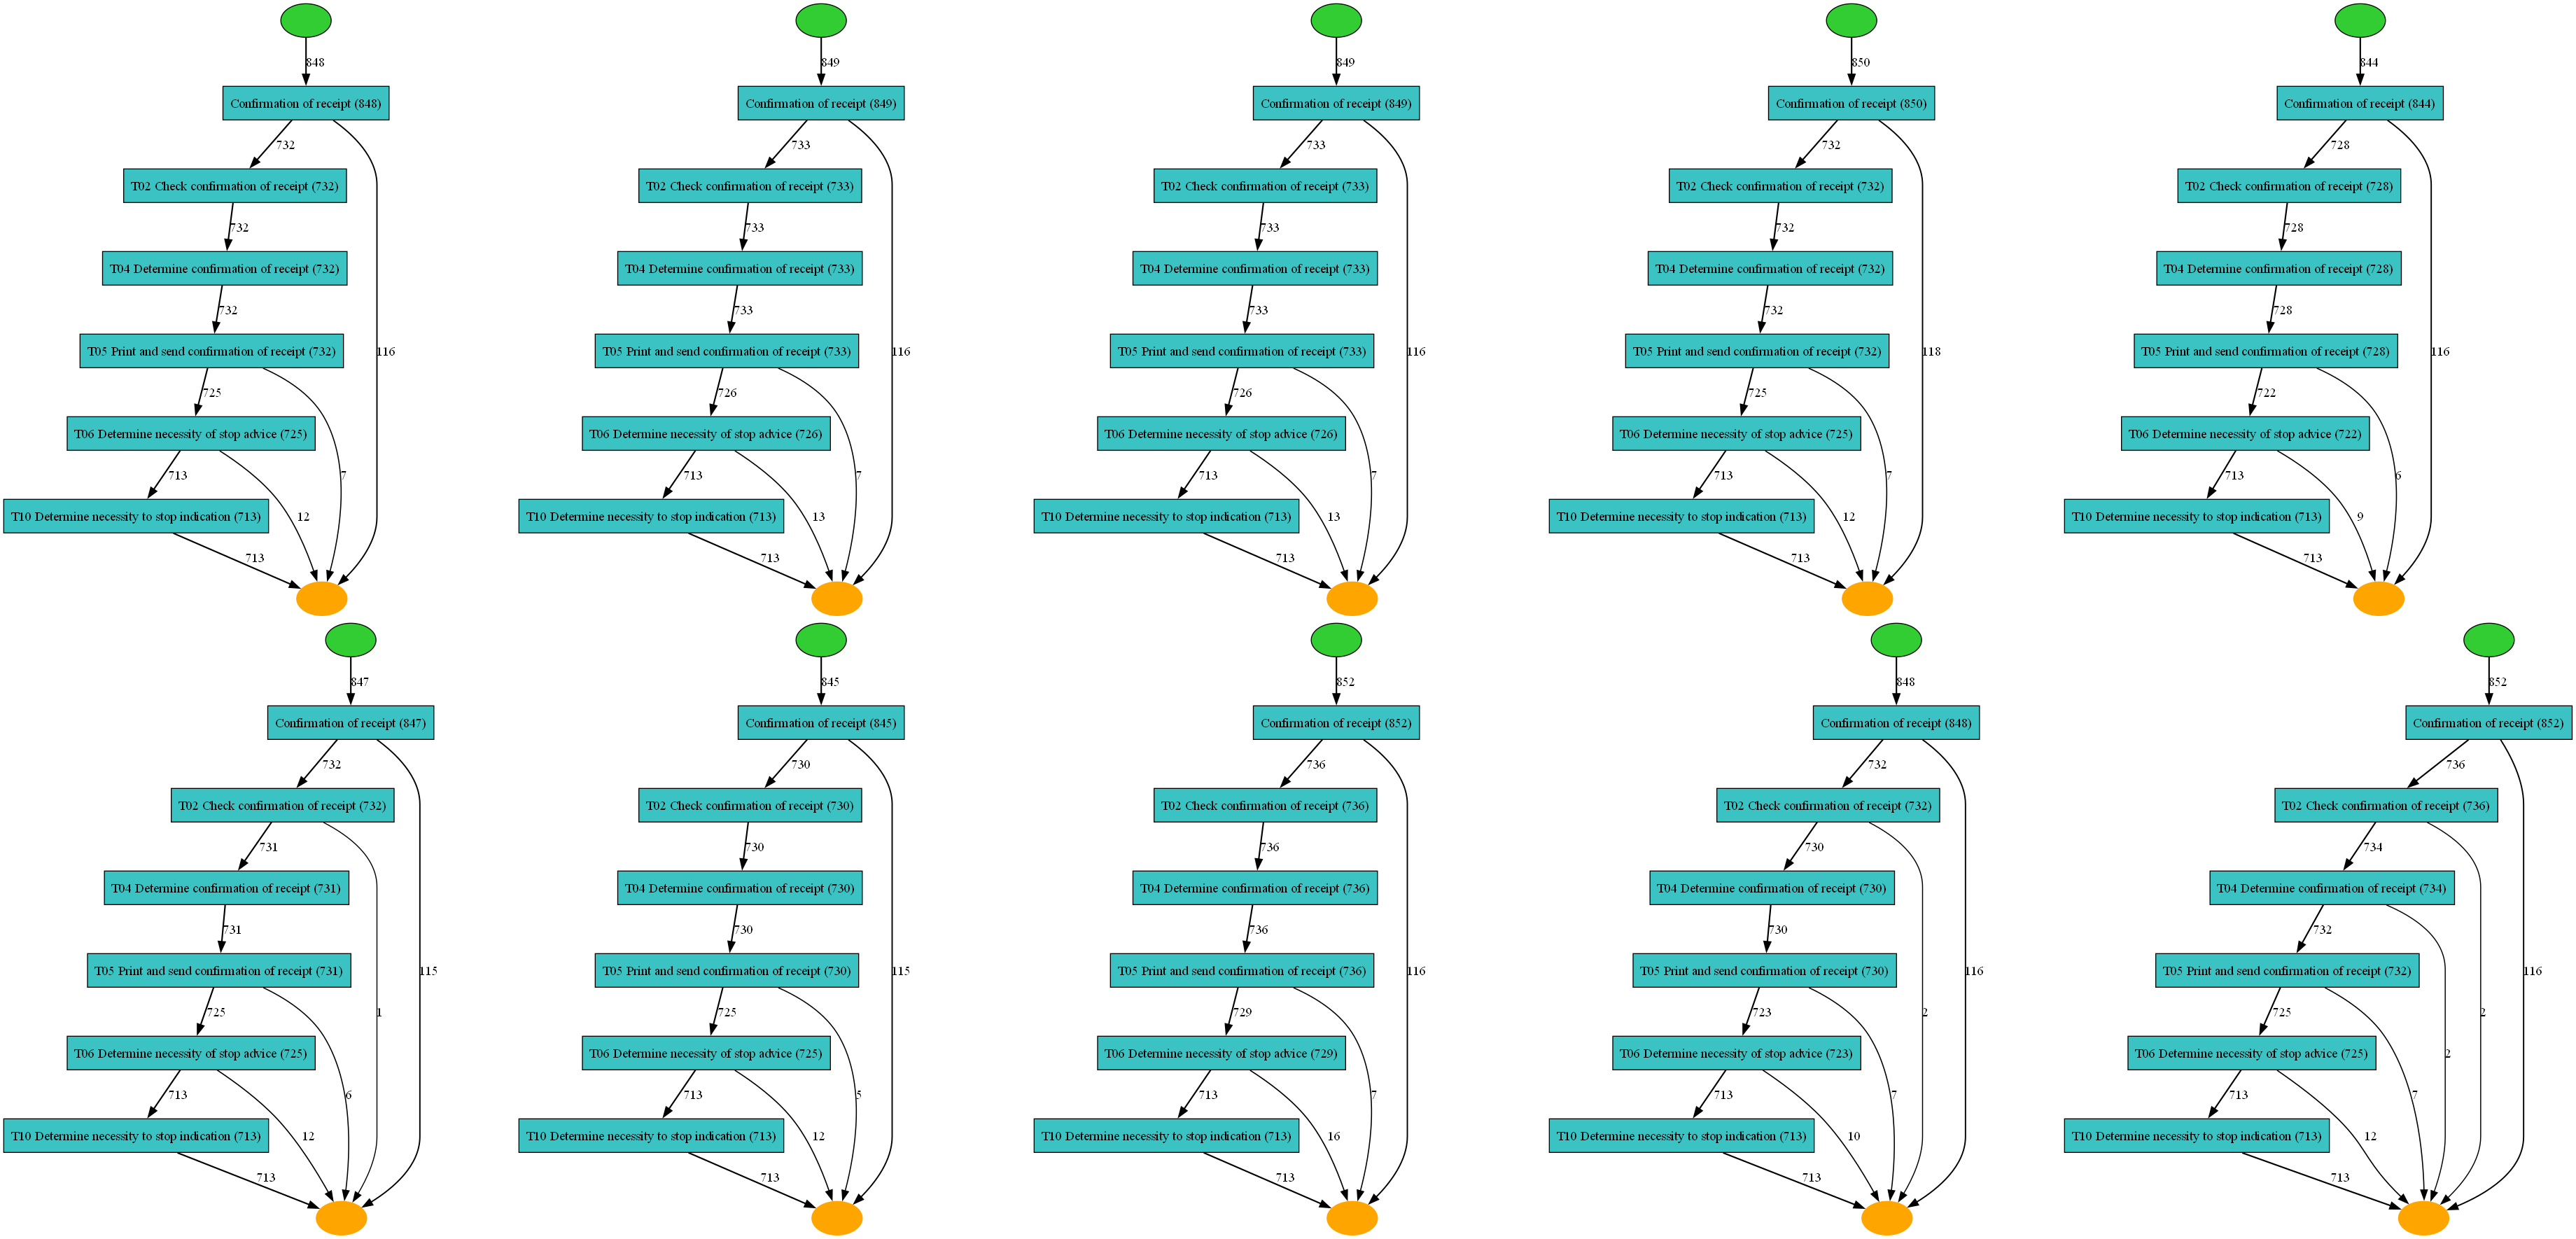 848
Confirmation of receipt (848)
732
T02 Check confirmation of receipt (732)
732
T04 Determine confirmation of receipt (732)
732
T05 Print and send confirmation of receipt (732)
116
725
T06 Determine necessity of stop advice (725)
7
713
T10 Determine necessity to stop indication (713)
12
713
849
Confirmation of receipt (849)
733
T02 Check confirmation of receipt (733)
733
T04 Determine confirmation of receipt (733)
733
T05 Print and send confirmation of receipt (733)
116
726
T06 Determine necessity of stop advice (726)
7
713
T10 Determine necessity to stop indication (713)
13
713
849
Confirmation of receipt (849)
733
T02 Check confirmation of receipt (733)
733
T04 Determine confirmation of receipt (733)
733
T05 Print and send confirmation of receipt (733)
116
726
T06 Determine necessity of stop advice (726)
7
713
T10 Determine necessity to stop indication (713)
13
713
850
Confirmation of receipt (850)
732
T02 Check confirmation of receipt (732)
732
T04 Determine confirmation of receipt (732)
732
T05 Print and send confirmation of receipt (732)
118
725
T06 Determine necessity of stop advice (725)
7
713
T10 Determine necessity to stop indication (713)
12
713
844
Confirmation of receipt (844)
728
T02 Check confirmation of receipt (728)
728
T04 Determine confirmation of receipt (728)
728
T05 Print and send confirmation of receipt (728)
116
722
T06 Determine necessity of stop advice (722)
6
713
T10 Determine necessity to stop indication (713)
9
713
847
Confirmation of receipt (847)
732
T02 Check confirmation of receipt (732)
731
T04 Determine confirmation of receipt (731)
731
T05 Print and send confirmation of receipt (731)
115
725
1
T06 Determine necessity of stop advice (725)
713
6
T10 Determine necessity to stop indication (713)
12
713
845
Confirmation of receipt (845)
730
T02 Check confirmation of receipt (730)
730
T04 Determine confirmation of receipt (730)
730
T05 Print and send confirmation of receipt (730)
115
725
T06 Determine necessity of stop advice (725)
713
5
T10 Determine necessity to stop indication (713)
12
713
852
Confirmation of receipt (852)
736
T02 Check confirmation of receipt (736)
736
T04 Determine confirmation of receipt (736)
736
T05 Print and send confirmation of receipt (736)
116
729
T06 Determine necessity of stop advice (729)
713
7
T10 Determine necessity to stop indication (713)
16
713
848
Confirmation of receipt (848)
732
T02 Check confirmation of receipt (732)
730
T04 Determine confirmation of receipt (730)
730
T05 Print and send confirmation of receipt (730)
116
723
2
T06 Determine necessity of stop advice (723)
713
7
T10 Determine necessity to stop indication (713)
10
713
852
Confirmation of receipt (852)
736
T02 Check confirmation of receipt (736)
734
T04 Determine confirmation of receipt (734)
732
T05 Print and send confirmation of receipt (732)
116
725
2
T06 Determine necessity of stop advice (725)
2
713
7
T10 Determine necessity to stop indication (713)
12
713